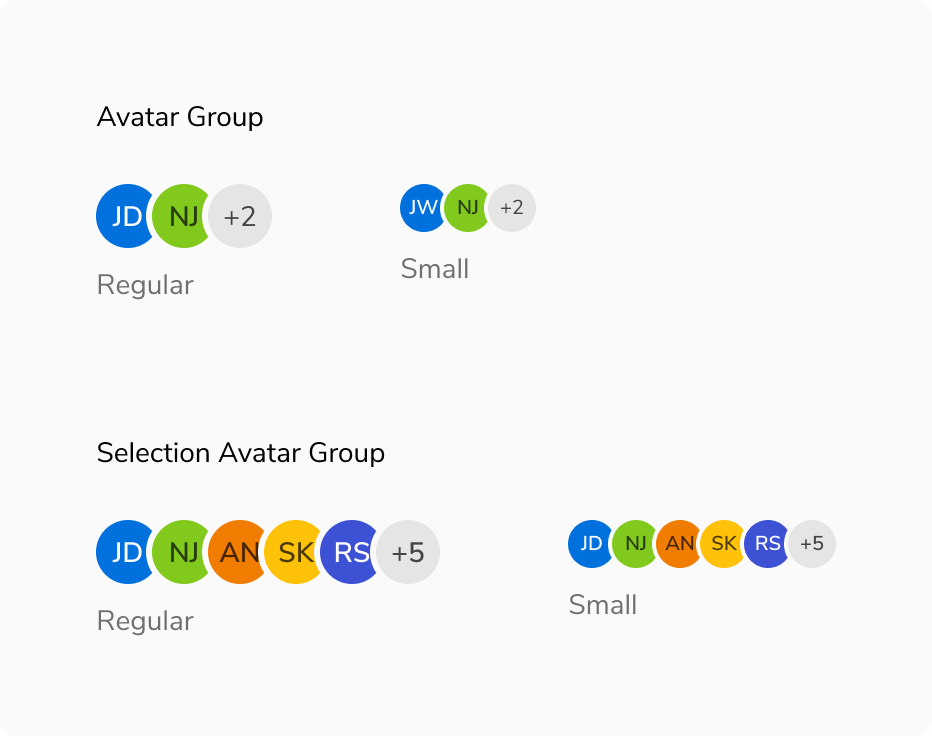 Avatar Group
JD NJ +2
Regular
JW NJ +2
Small
Selection Avatar Group
JD NJ AN SK RS +5
Regular
JD NJ AN SK RS +5
Small